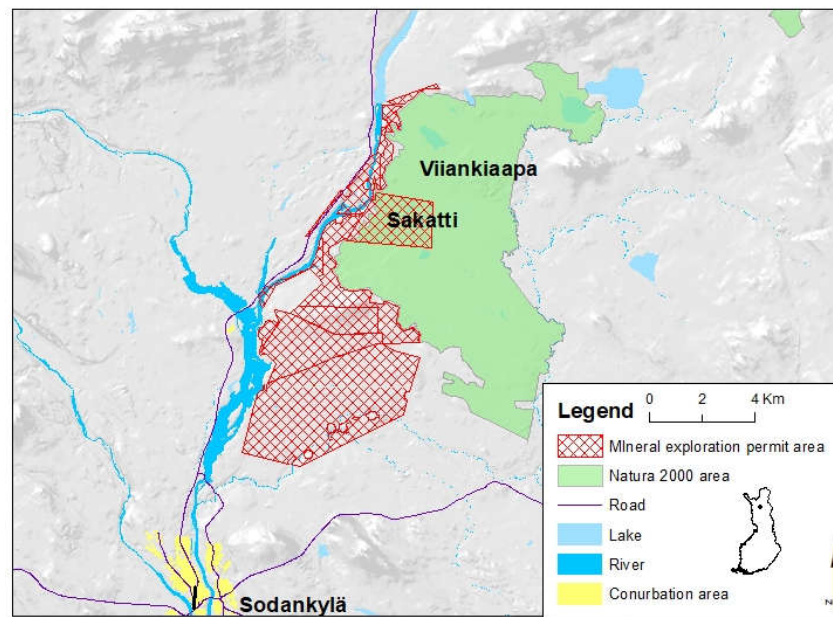 Viiankiaapa
Sakatti
Sodankylä
Legend
0 2 4 Km
MIneral exploration permit area
Natura 2000 area
Road
Lake
River
Conurbation area
N